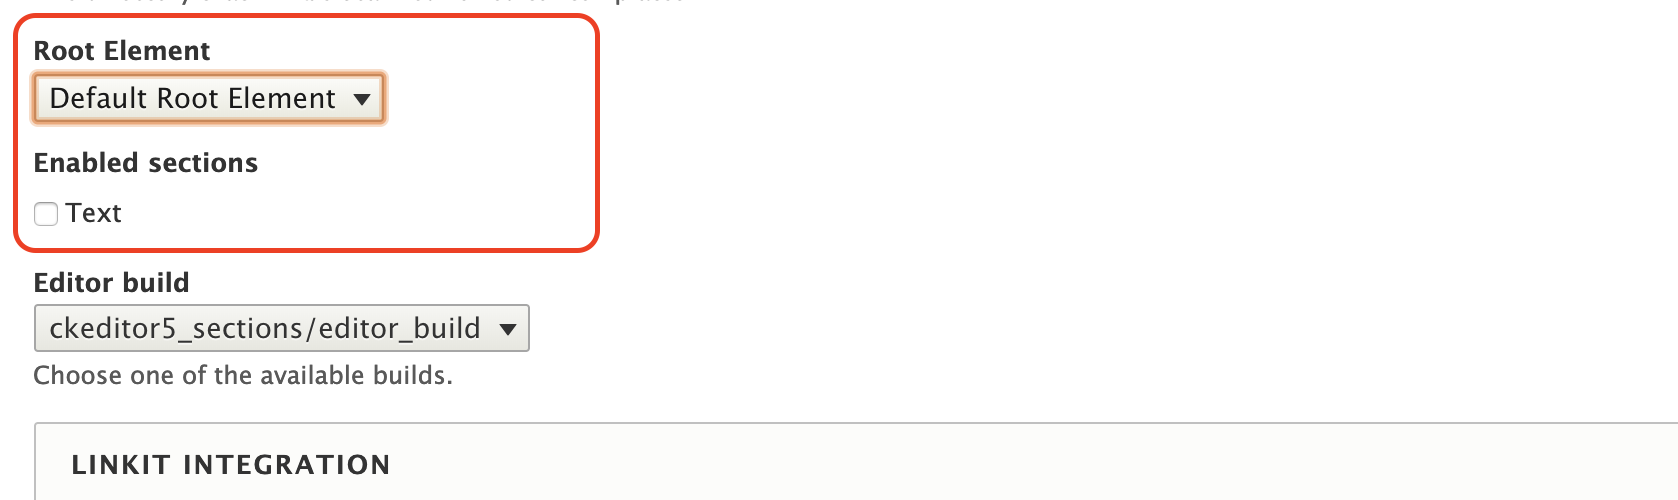 Root Element
Default Root Element
Enabled sections
Text
Editor build
ckeditor5_sections/editor_build
Choose one of the available builds.
LINKIT INTEGRATION